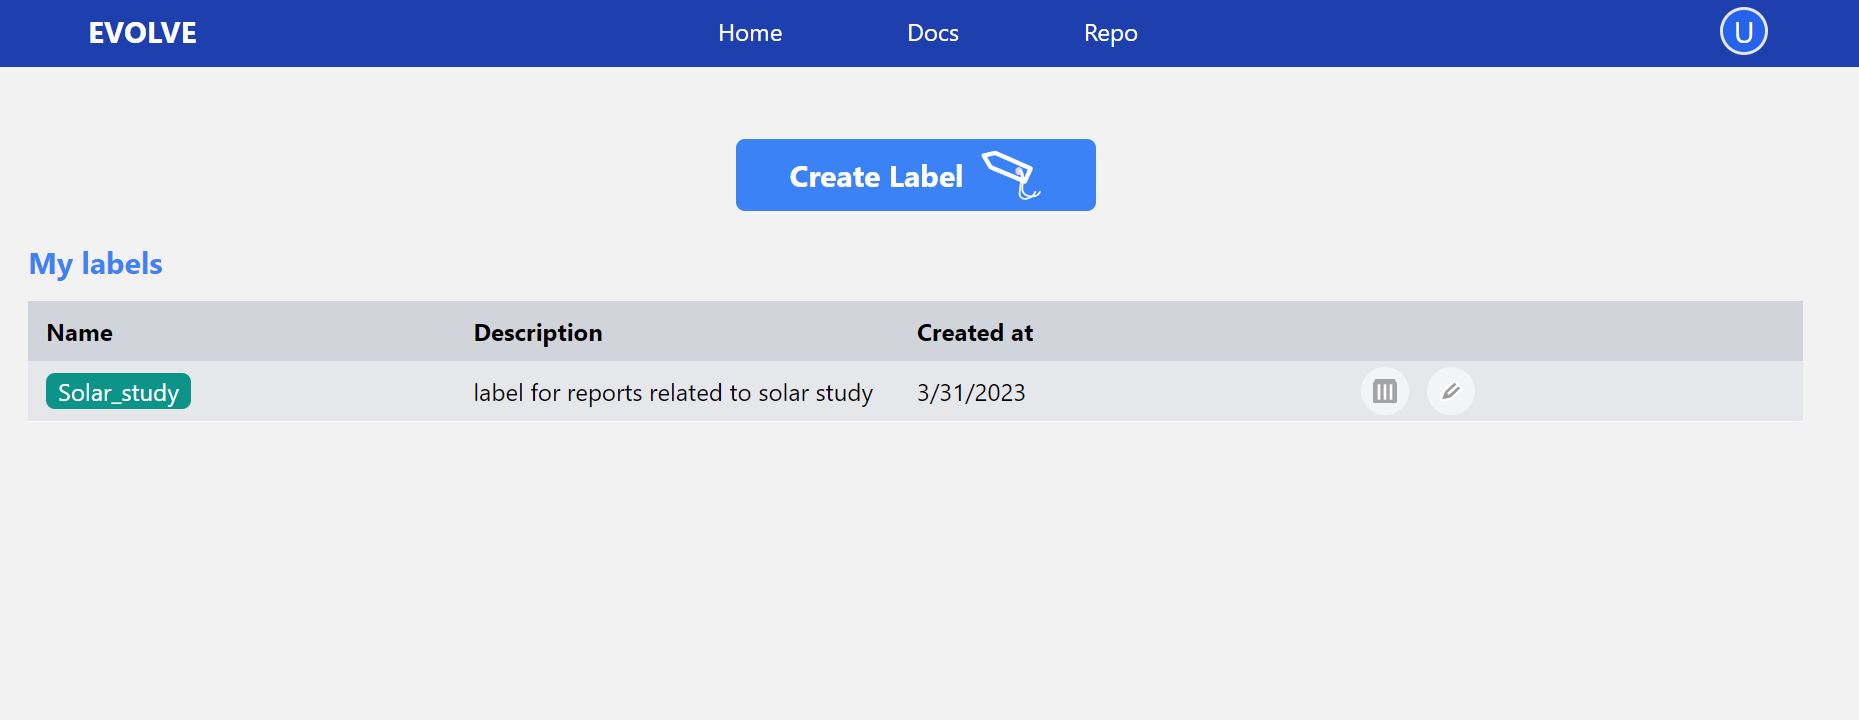 EVOLVE Home Docs Repo U
Create Label
My labels
Name Description Created at
Solar_study label for reports related to solar study 3/31/2023